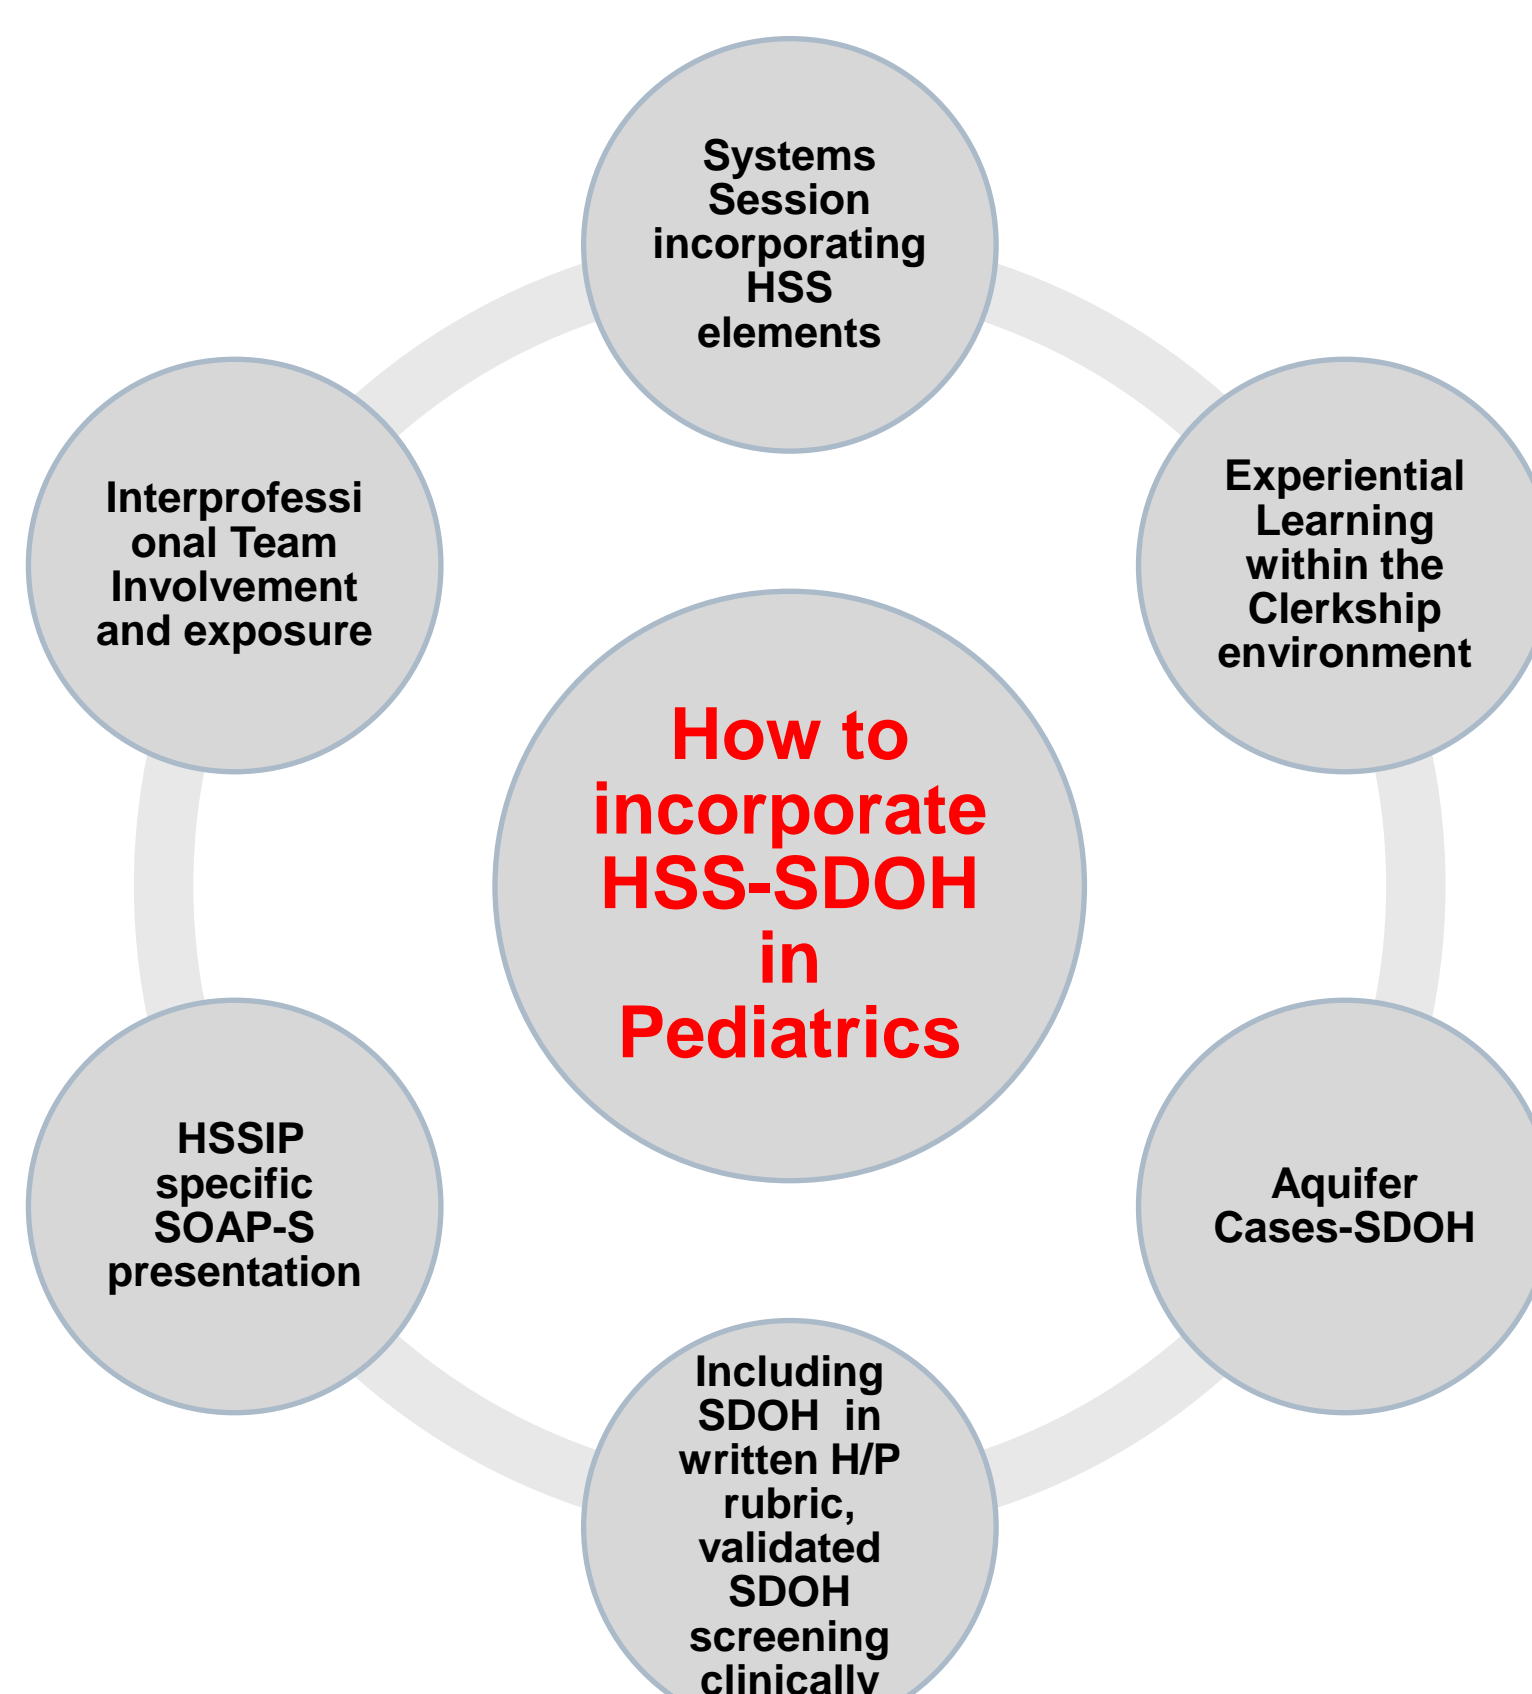 Systems
Session
incorporating
HSS
elements
Experiential
Learning
within the
Clerkship
environment
Aquifer
Cases-SDOH
Including
SDOH  in
written H/P
rubric,
validated
SDOH
screening
clinically
HSSIP
specific
SOAP-S
presentation
Interprofessi
onal Team
Involvement
and exposure
How to
incorporate
HSS-SDOH
in
Pediatrics